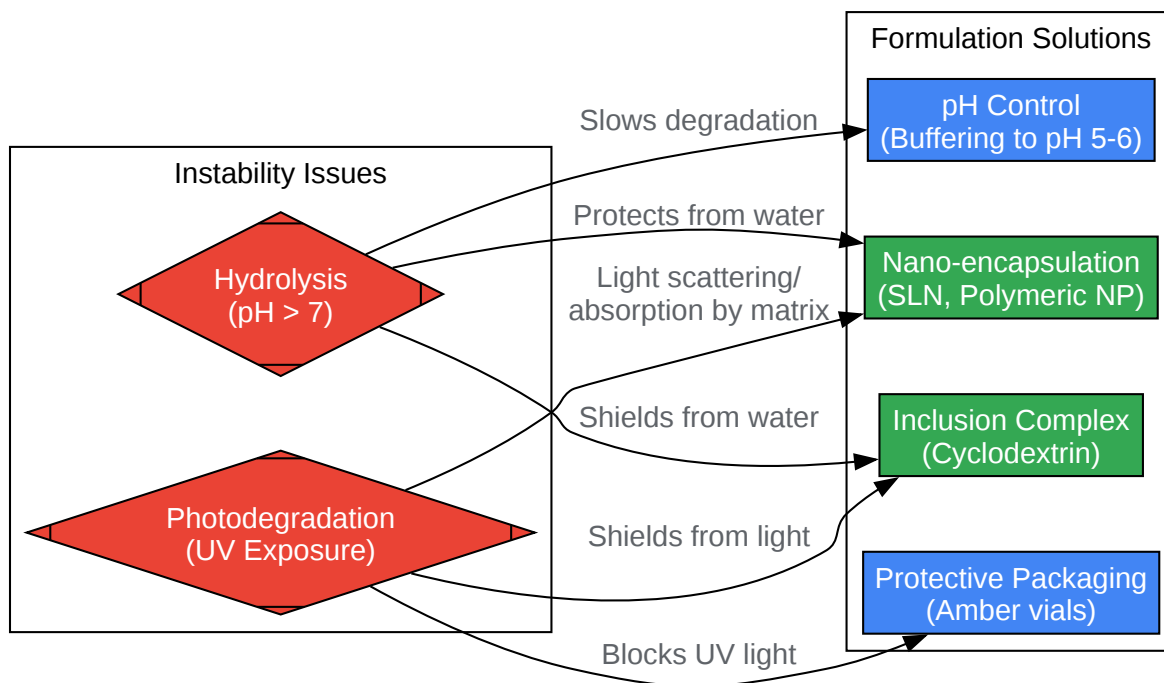 Instability Issues
Hydrolysis
(pH > 7)
Photodegradation
(UV Exposure)
Slows degradation
Protects from water
Light scattering/
absorption by matrix
Shields from water
Shields from light
Blocks UV light
Formulation Solutions
pH Control
(Buffering to pH 5-6)
Nano-encapsulation
(SLN, Polymeric NP)
Inclusion Complex
(Cyclodextrin)
Protective Packaging
(Amber vials)